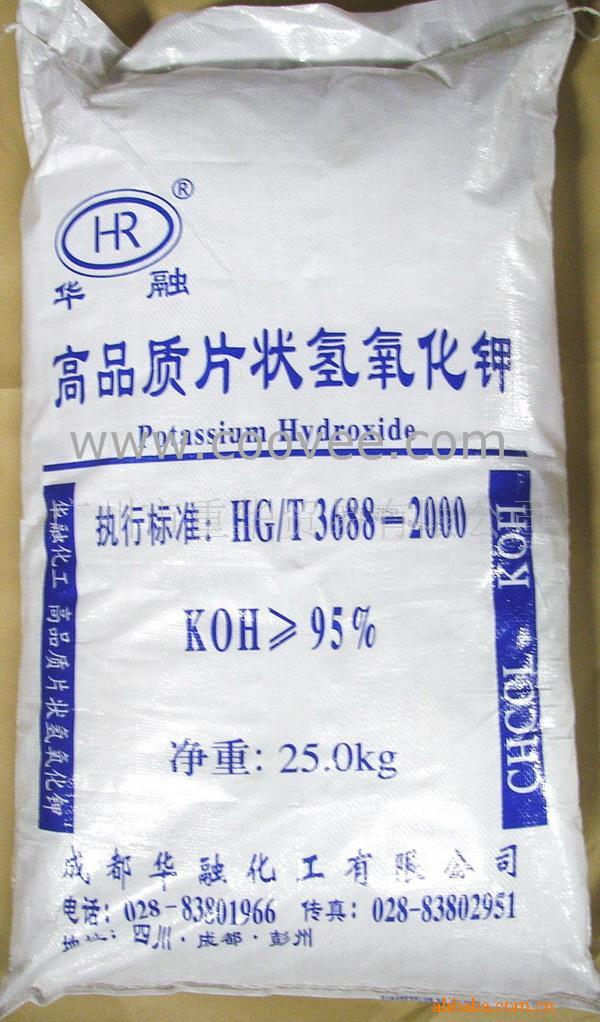 HR®
华 融
高品质片状氢氧化钾
Potassium Hydroxide
www.coovee.com
执行标准: HG/T 3688-2000
KOH≥95%
净重: 25.0kg
华融化工 高品质片状氢氧化钾
CHCCL KOH
成都华融化工有限公司
电话: 028-83801966 传真: 028-83802951
地址: 四川·成都·彭州
alibaba.com.cn